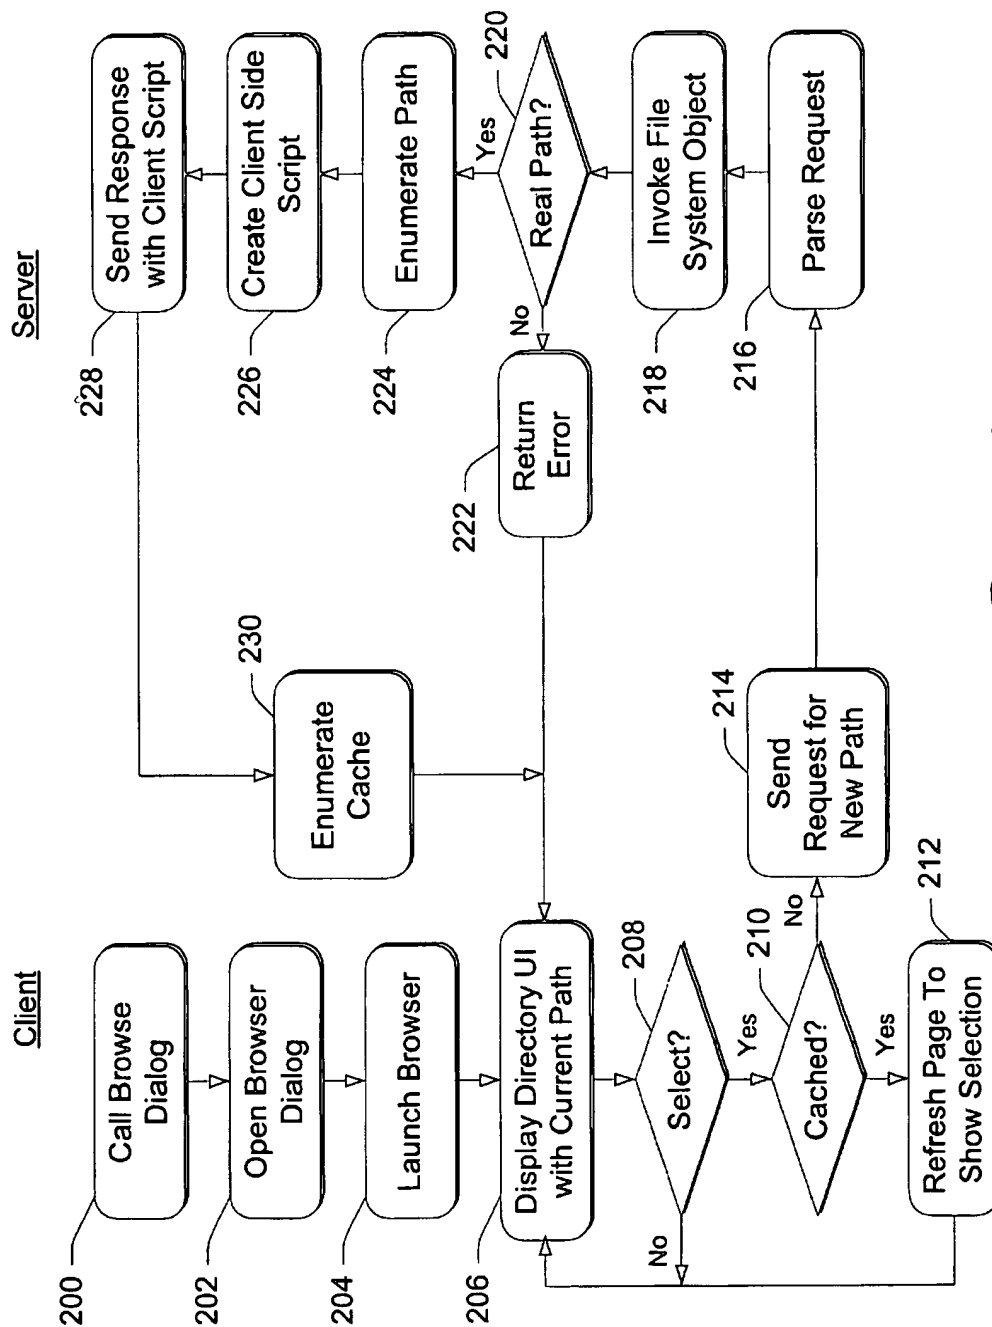 Client
200
Call Browse
Dialog
202
Open Browser
Dialog
204
Launch Browser
206
Display Directory UI
with Current Path
208
Select?
No
Yes
210
Cached?
No
Yes
212
Refresh Page To
Show Selection
214
Send
Request for
New Path
Server
216
Parse Request
218
Invoke File
System Object
220
Real Path?
No
Yes
222
Return
Error
224
Enumerate Path
226
Create Client Side
Script
228
Send Response
with Client Script
230
Enumerate
Cache